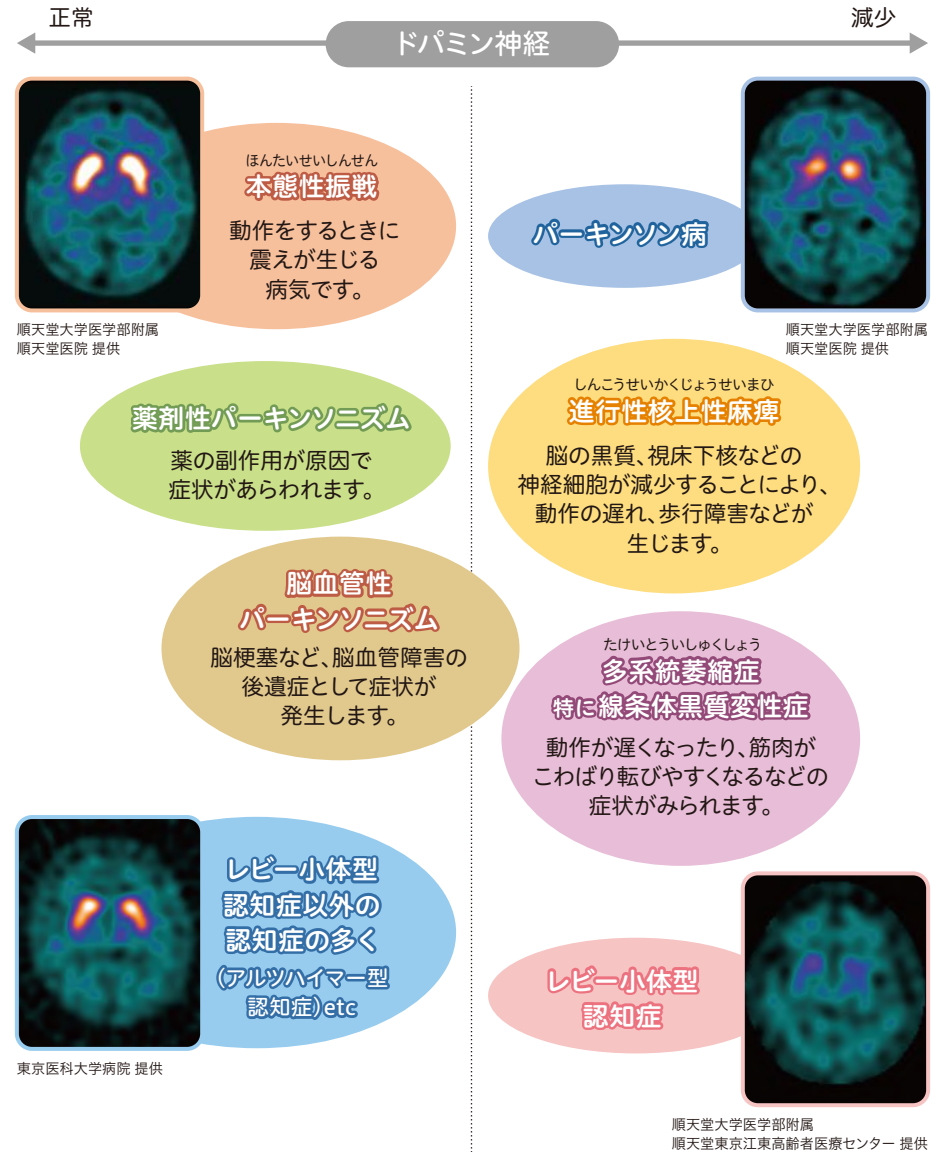 正常
減少
ドパミン神経
ほんたいせいしんせん
本態性振戦
動作をするときに
震えが生じる
病気です。
順天堂大学医学部附属
順天堂医院 提供
パーキンソン病
順天堂大学医学部附属
順天堂医院 提供
薬剤性パーキンソニズム
薬の副作用が原因で
症状があらわれます。
しんこうせいかくじょうせいまひ
進行性核上性麻痺
脳の黒質、視床下核などの
神経細胞が減少することにより、
動作の遅れ、歩行障害などが
生じます。
脳血管性
パーキンソニズム
脳梗塞など、脳血管障害の
後遺症として症状が
発生します。
たけいとういしゅくしょう
多系統萎縮症
特に線条体黒質変性症
動作が遅くなったり、筋肉が
こわばり転びやすくなるなどの
症状がみられます。
レビー小体型
認知症以外の
認知症の多く
(アルツハイマー型
認知症)etc
東京医科大学病院 提供
レビー小体型
認知症
順天堂大学医学部附属
順天堂東京江東高齢者医療センター 提供